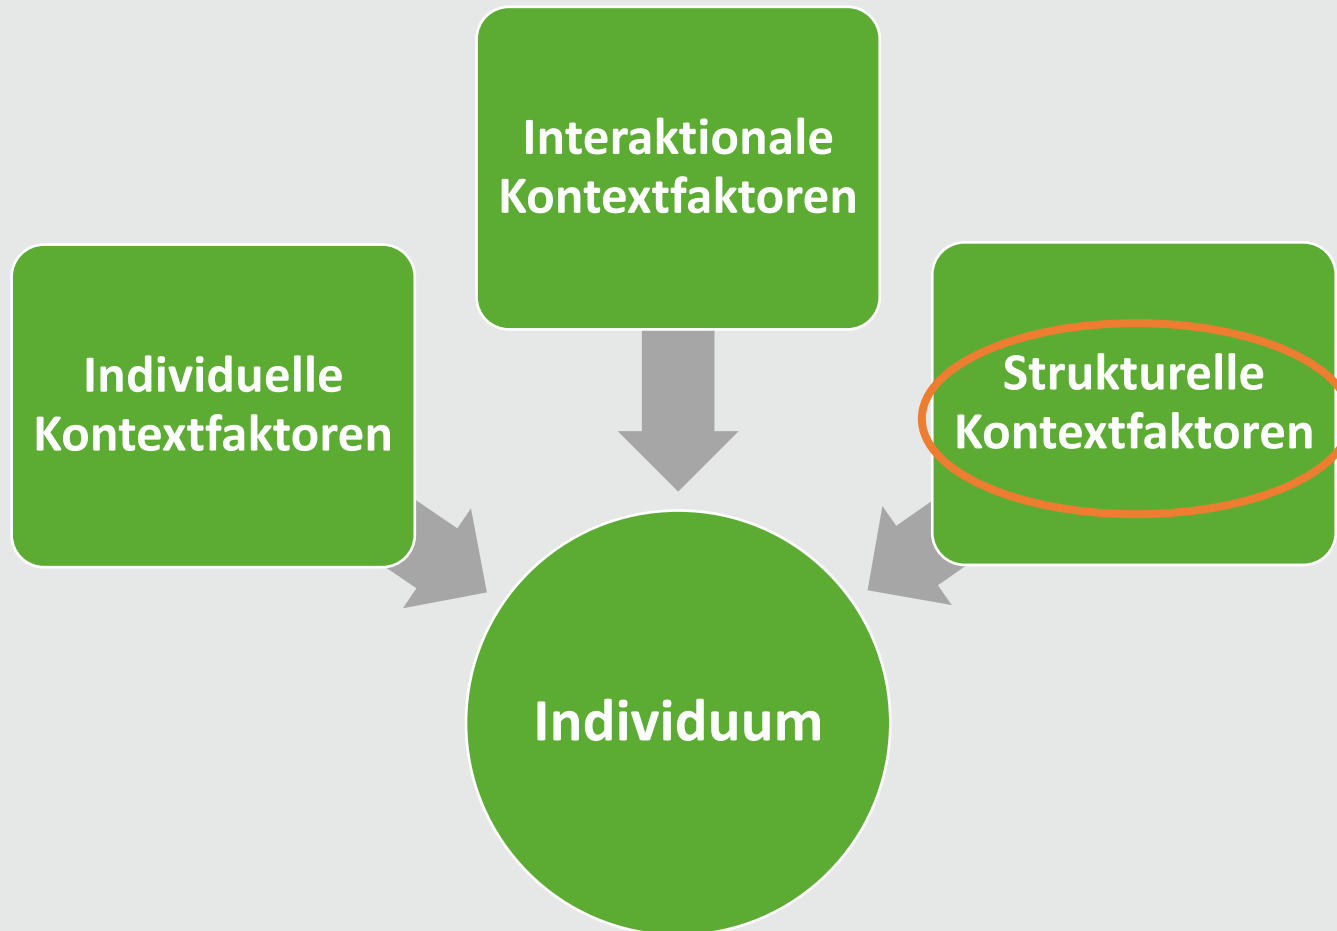 Interaktionale
Kontextfaktoren
Individuelle
Kontextfaktoren
Strukturelle
Kontextfaktoren
Individuum